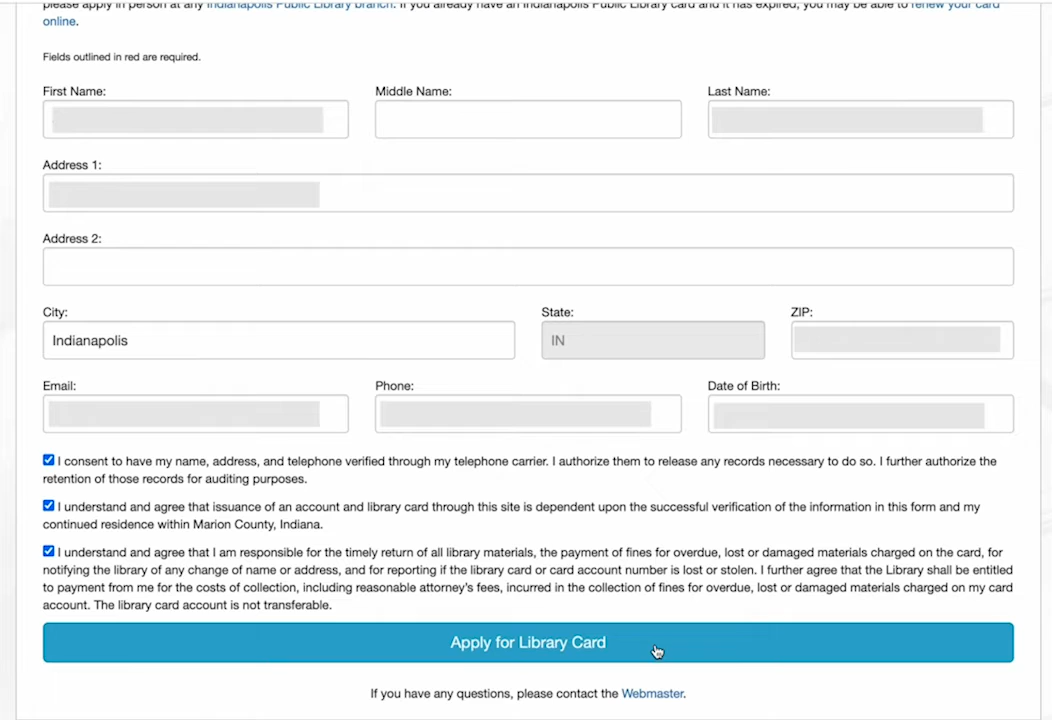 please apply in person at any Indianapolis Public Library branch. If you already have an Indianapolis Public Library card and it has expired, you may be able to renew your card
online.
Fields outlined in red are required.
First Name: Middle Name: Last Name:
Address 1:
Address 2:
City: State: ZIP:
Indianapolis IN
Email: Phone: Date of Birth:
I consent to have my name, address, and telephone verified through my telephone carrier. I authorize them to release any records necessary to do so. I further authorize the
retention of those records for auditing purposes.
I understand and agree that issuance of an account and library card through this site is dependent upon the successful verification of the information in this form and my
continued residence within Marion County, Indiana.
I understand and agree that I am responsible for the timely return of all library materials, the payment of fines for overdue, lost or damaged materials charged on the card, for
notifying the library of any change of name or address, and for reporting if the library card or card account number is lost or stolen. I further agree that the Library shall be entitled
to payment from me for the costs of collection, including reasonable attorney's fees, incurred in the collection of fines for overdue, lost or damaged materials charged on my card
account. The library card account is not transferable.
Apply for Library Card
If you have any questions, please contact the Webmaster.